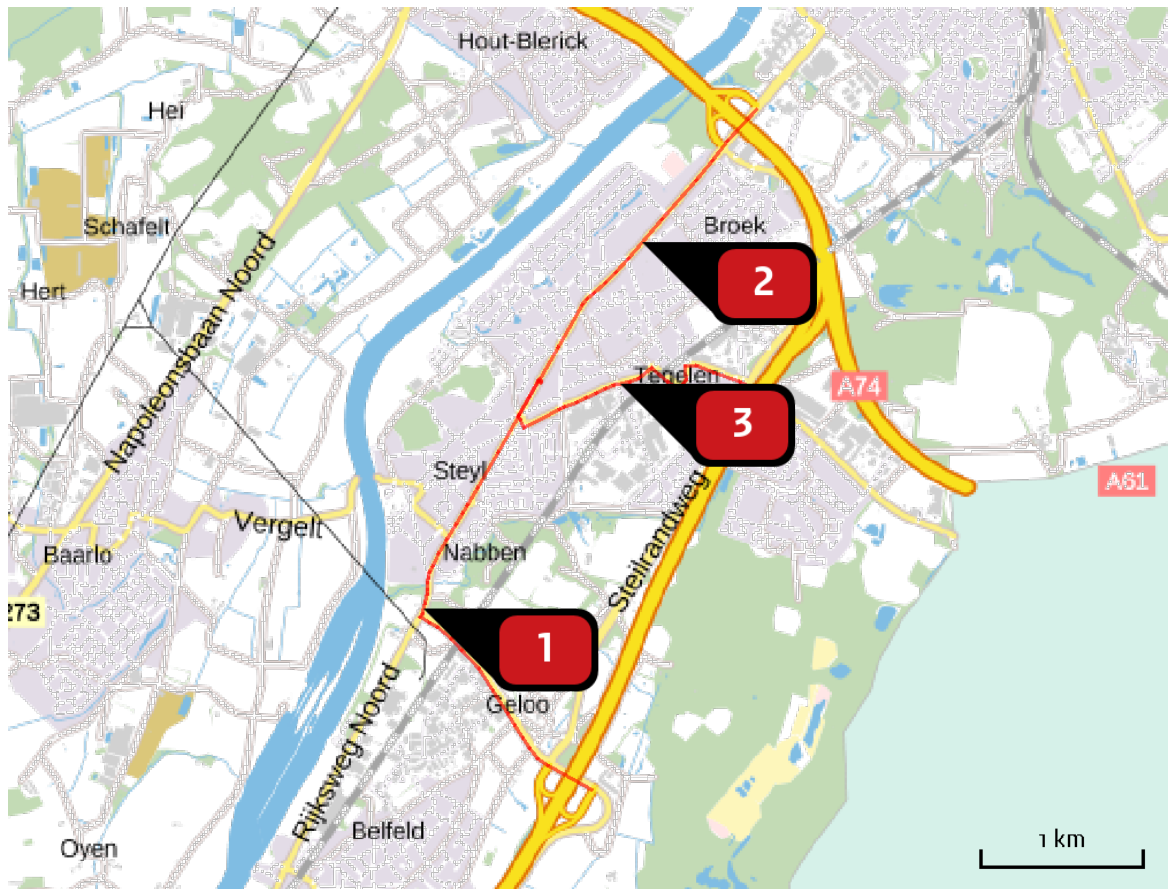 Hout-Blerick
Hei
Schafelt
Broek
Hert
2
Napoleonsbaan Noord
Tegelen
A74
3
Steyl
A61
Vergelt
Steilrandweg
Baarlo
Nabben
273
1
Geloo
Rijksweg Noord
Belfeld
Oyen
1 km